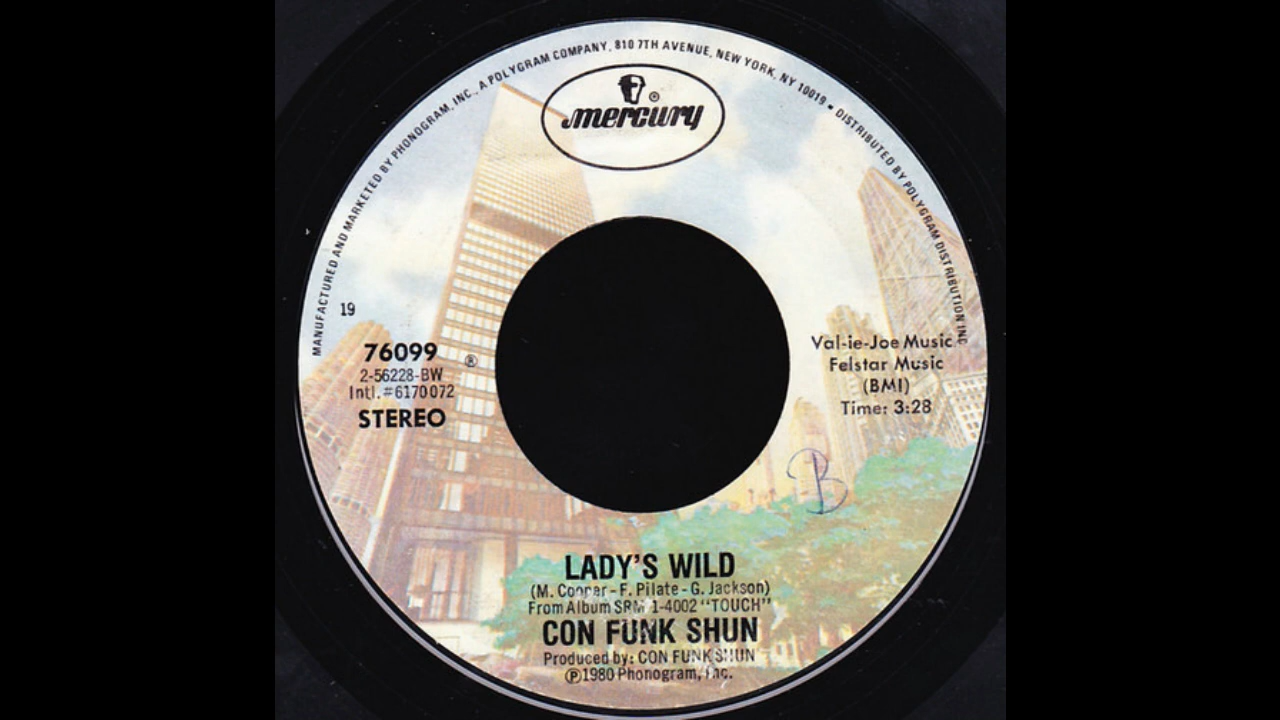 MANUFACTURED AND MARKETED BY PHONOGRAM, INC., A POLYGRAM COMPANY, 810 7TH AVENUE, NEW YORK, NY 10019 • DISTRIBUTED BY POLYGRAM DISTRIBUTION INC
mercury ®
19
76099 ®
2-56228-BW
Intl.#6170072
STEREO
Val-ie-Joe Music
Felstar Music
(BMI)
Time: 3:28
B
LADY'S WILD
(M. Cooper - F. Pilate - G. Jackson)
From Album SRM 1-4002 "TOUCH"
CON FUNK SHUN
Produced by: CON FUNK SHUN
℗1980 Phonogram, Inc.